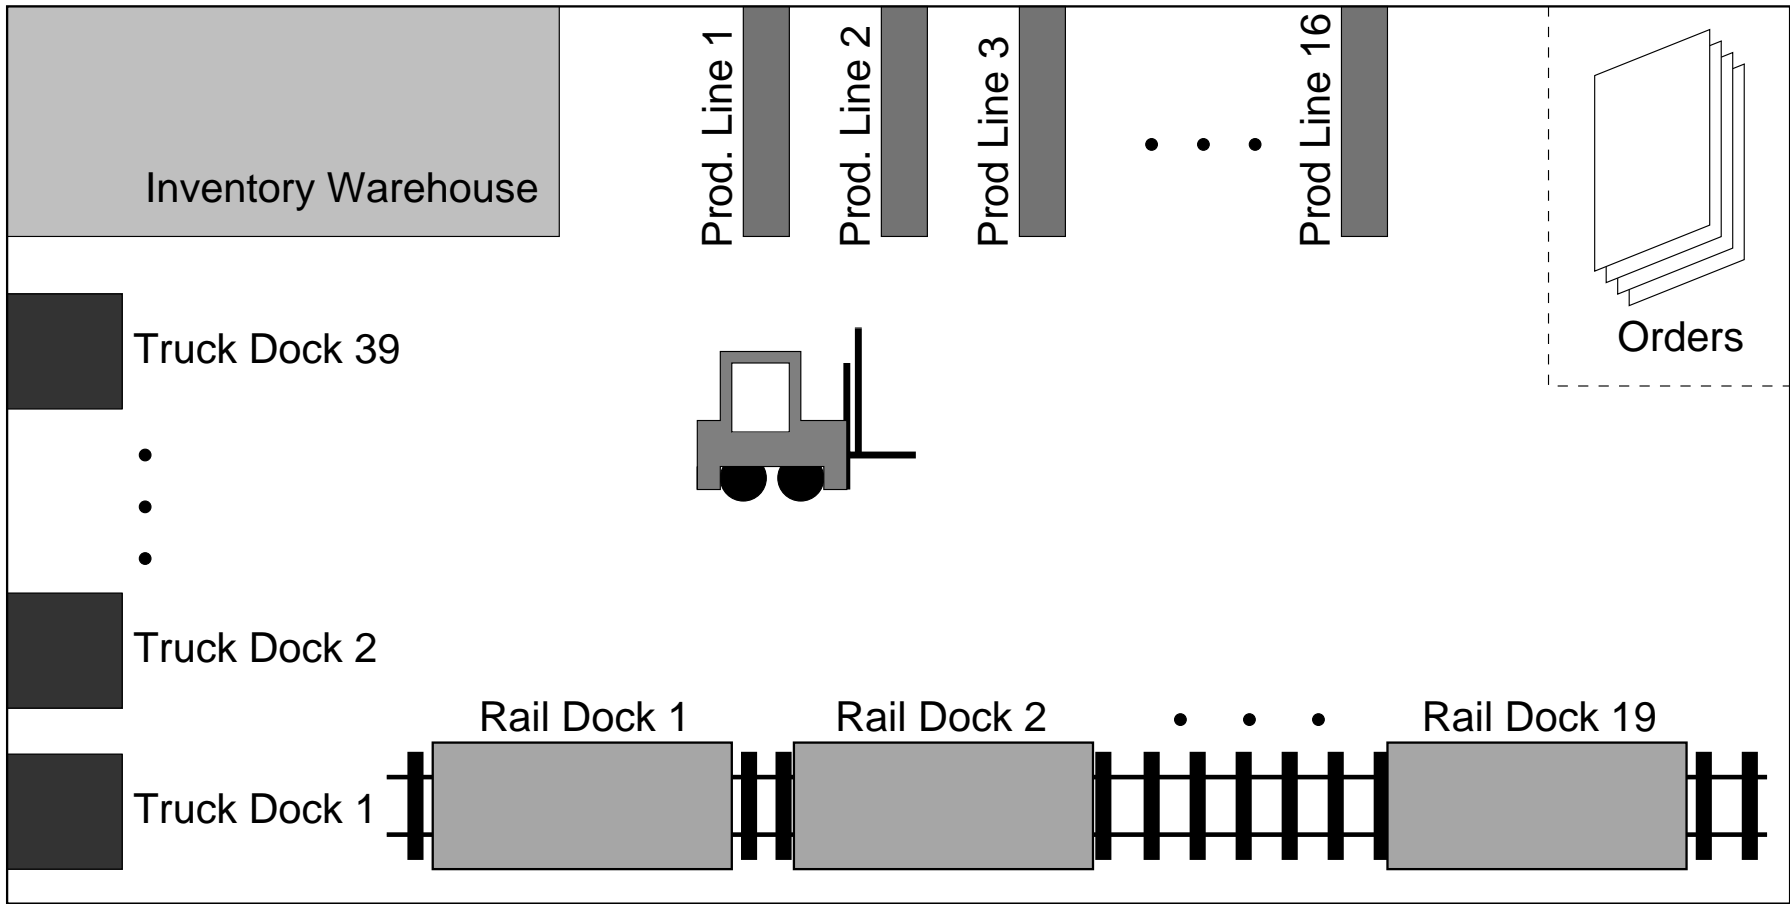 Prod. Line 1
Prod. Line 2
Prod Line 3
Prod Line 16
Inventory Warehouse
Orders
Truck Dock 39
Truck Dock 2
Rail Dock 1
Rail Dock 2
Rail Dock 19
Truck Dock 1